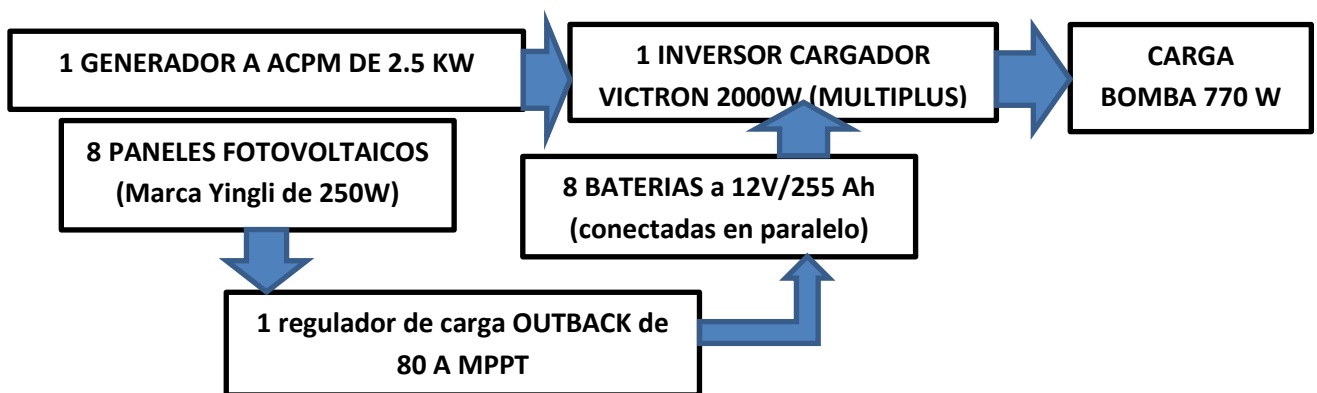 1 GENERADOR A ACPM DE 2.5 KW
1 INVERSOR CARGADOR
VICTRON 2000W (MULTIPLUS)
CARGA
BOMBA 770 W
8 PANELES FOTOVOLTAICOS
(Marca Yingli de 250W)
8 BATERIAS a 12V/255 Ah
(conectadas en paralelo)
1 regulador de carga OUTBACK de
80 A MPPT